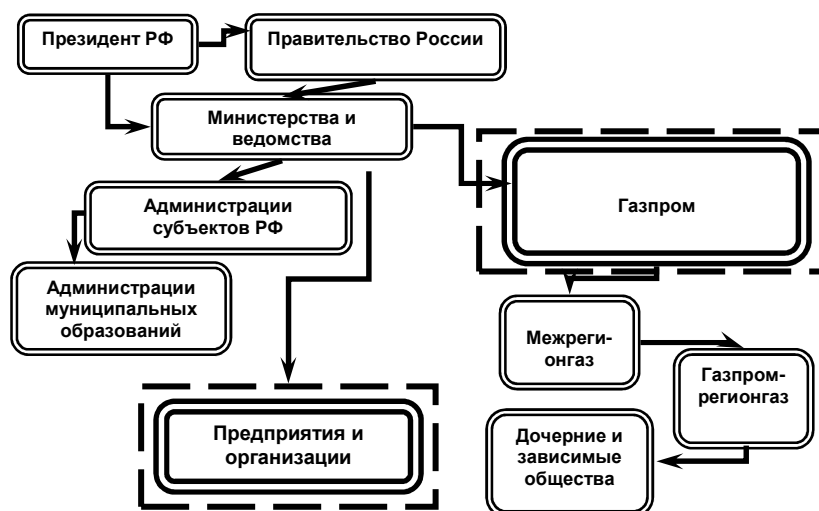 Президент РФ
Правительство России
Министерства и
ведомства
Администрации
субъектов РФ
Газпром
Администрации
муниципальных
образований
Межреги-
онгаз
Газпром-
регионгаз
Предприятия и
организации
Дочерние и
зависимые
общества